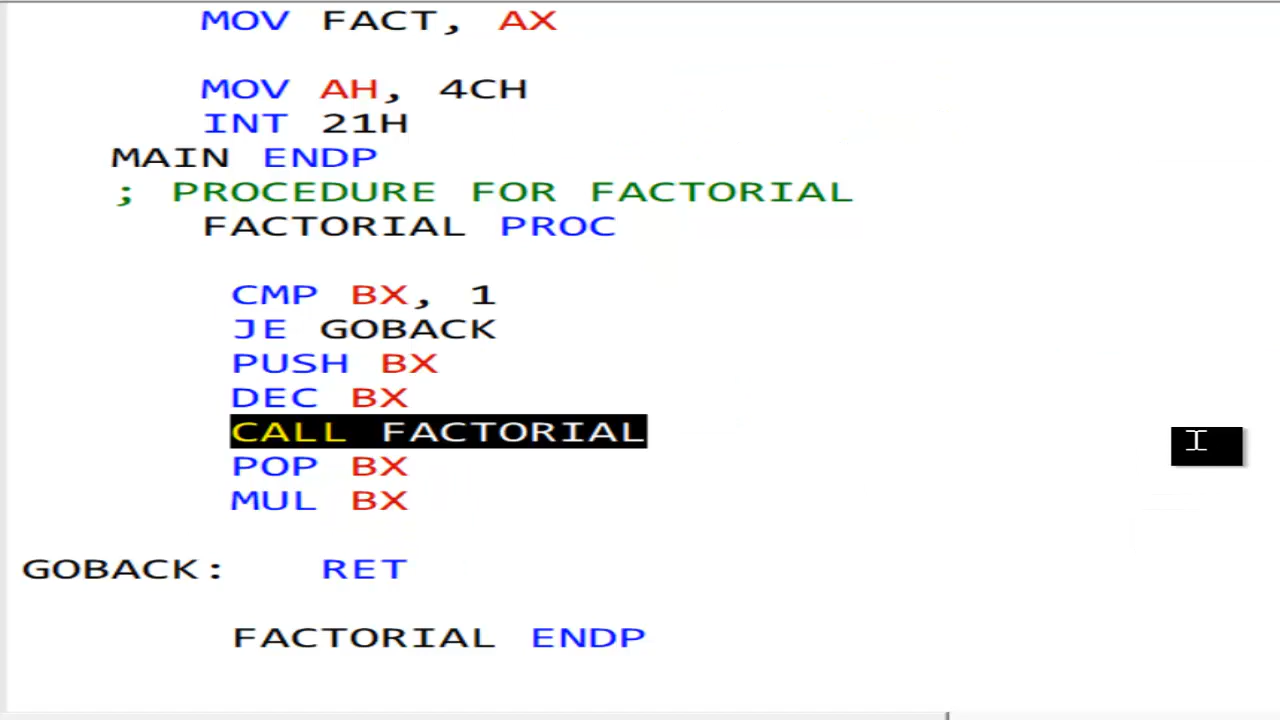 MOV FACT, AX
MOV AH, 4CH
INT 21H
MAIN ENDP
; PROCEDURE FOR FACTORIAL
FACTORIAL PROC
CMP BX, 1
JE GOBACK
PUSH BX
DEC BX
CALL FACTORIAL
POP BX
MUL BX
GOBACK: RET
FACTORIAL ENDP